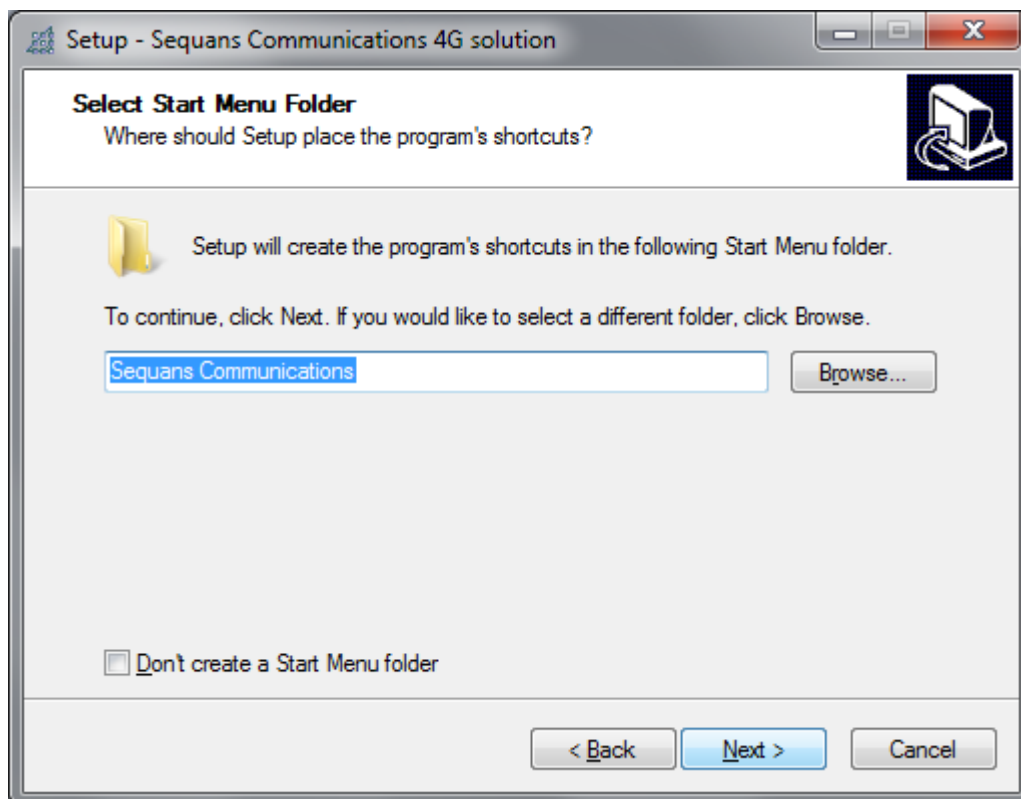 Setup - Sequans Communications 4G solution
Select Start Menu Folder
Where should Setup place the program's shortcuts?
Setup will create the program's shortcuts in the following Start Menu folder.
To continue, click Next. If you would like to select a different folder, click Browse.
Sequans Communications
Browse...
Don't create a Start Menu folder
< Back
Next >
Cancel